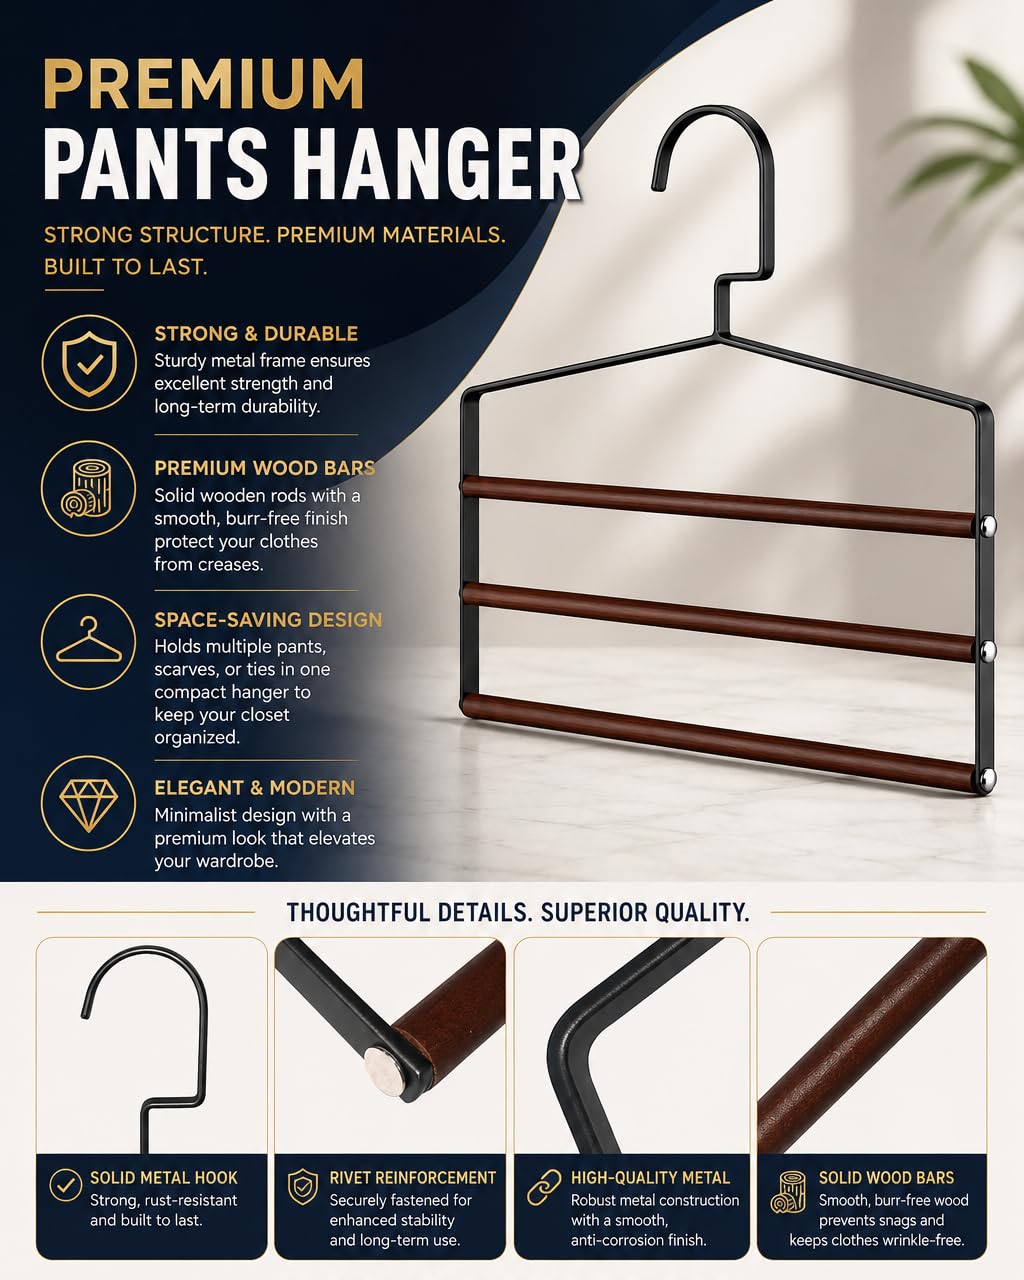 PREMIUM
PANTS HANGER
STRONG STRUCTURE. PREMIUM MATERIALS.
BUILT TO LAST.
STRONG & DURABLE
Sturdy metal frame ensures
excellent strength and
long-term durability.
PREMIUM WOOD BARS
Solid wooden rods with a
smooth, burr-free finish
protect your clothes
from creases.
SPACE-SAVING DESIGN
Holds multiple pants,
scarves, or ties in one
compact hanger to
keep your closet
organized.
ELEGANT & MODERN
Minimalist design with a
premium look that elevates
your wardrobe.
THOUGHTFUL DETAILS. SUPERIOR QUALITY.
SOLID METAL HOOK
Strong, rust-resistant
and built to last.
RIVET REINFORCEMENT
Securely fastened for
enhanced stability
and long-term use.
HIGH-QUALITY METAL
Robust metal construction
with a smooth,
anti-corrosion finish.
SOLID WOOD BARS
Smooth, burr-free wood
prevents snags and
keeps clothes wrinkle-free.